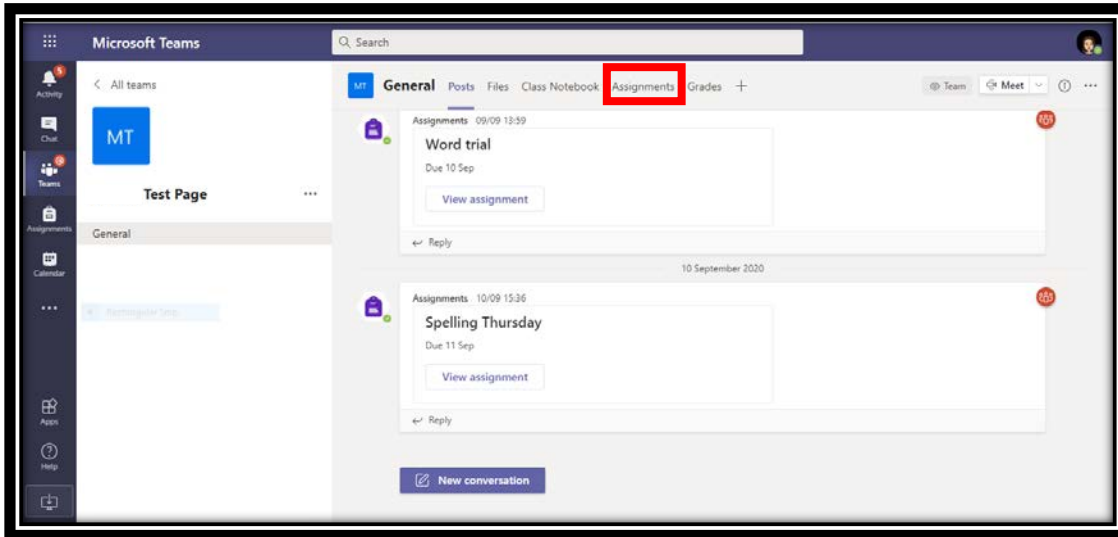 Microsoft Teams
Search
Activity
Chat
Teams
Assignments
Calendar
Apps
Help
All teams
MT
Test Page
General
MT General Posts Files Class Notebook Assignments Grades
Team Meet
Assignments 09/09 13:59
Word trial
Due 10 Sep
View assignment
Reply
10 September 2020
Assignments 10/09 15:36
Spelling Thursday
Due 11 Sep
View assignment
Reply
New conversation